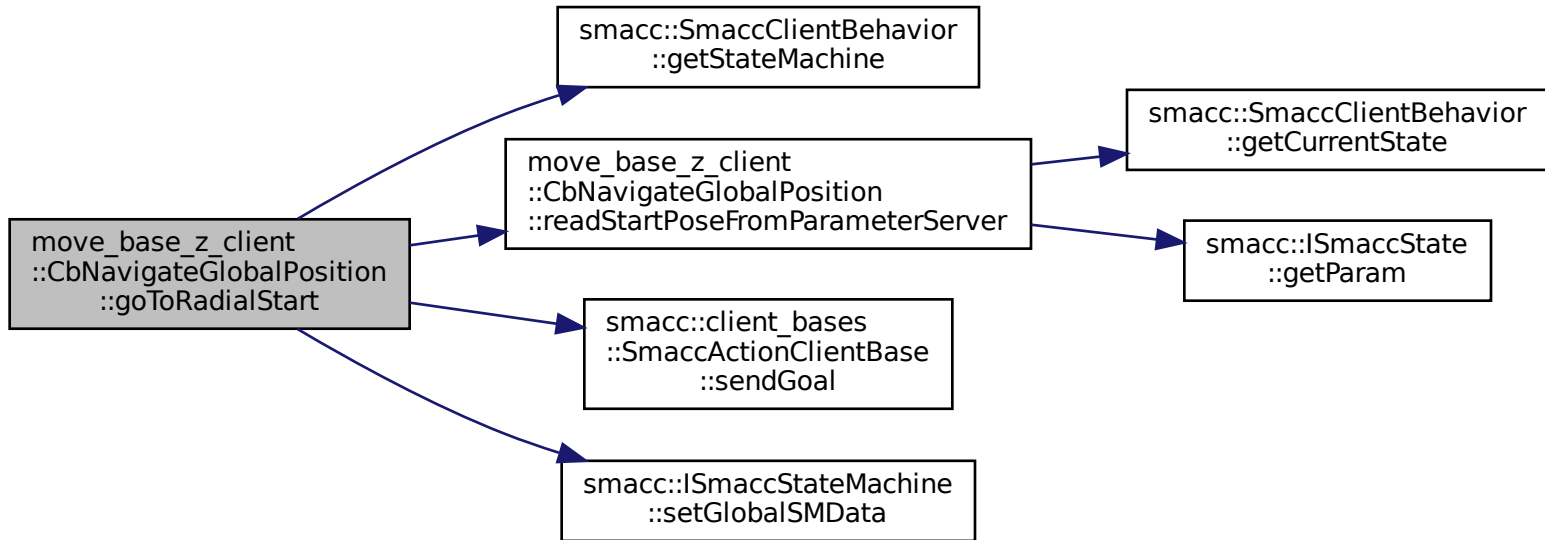 smacc::SmaccClientBehavior
::getStateMachine
smacc::SmaccClientBehavior
::getCurrentState
move_base_z_client
::CbNavigateGlobalPosition
::readStartPoseFromParameterServer
move_base_z_client
::CbNavigateGlobalPosition
::goToRadialStart
smacc::ISmaccState
::getParam
smacc::client_bases
::SmaccActionClientBase
::sendGoal
smacc::ISmaccStateMachine
::setGlobalSMData